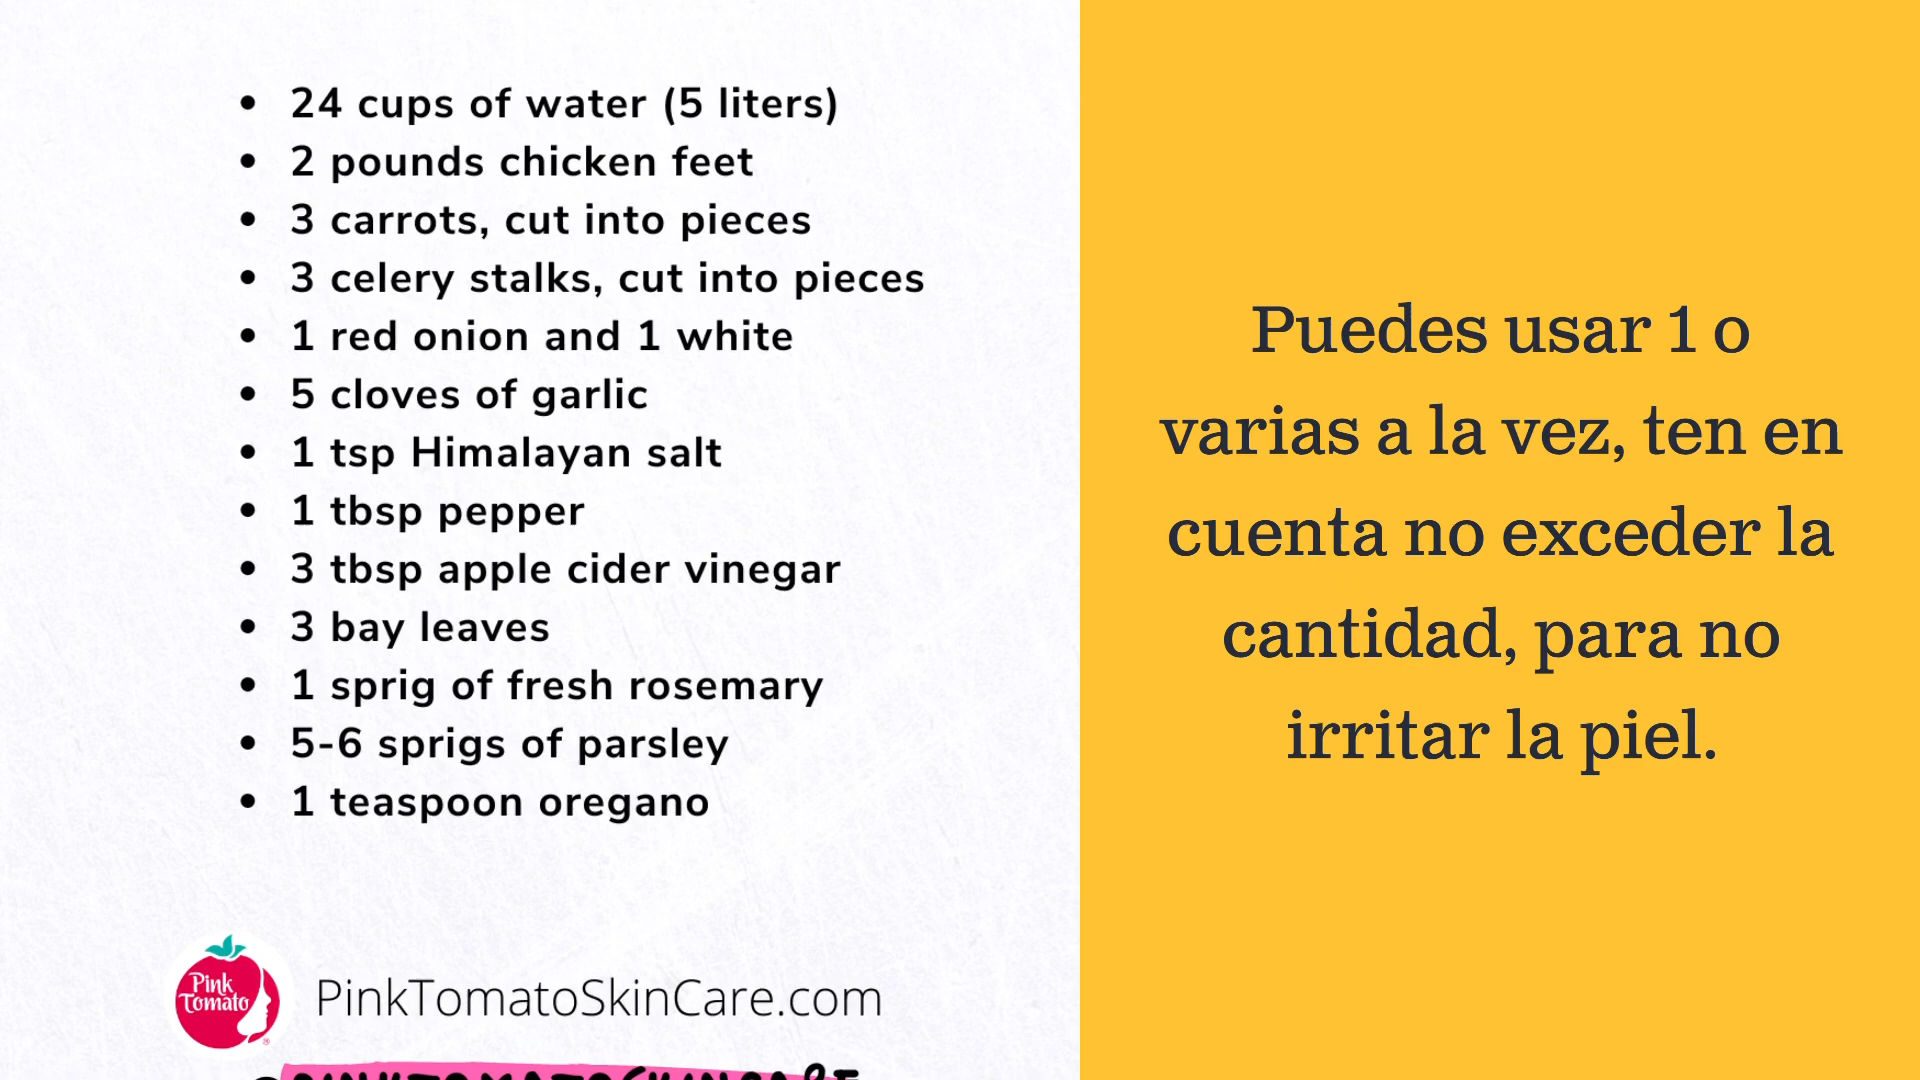 • 24 cups of water (5 liters)
• 2 pounds chicken feet
• 3 carrots, cut into pieces
• 3 celery stalks, cut into pieces
• 1 red onion and 1 white
• 5 cloves of garlic
• 1 tsp Himalayan salt
• 1 tbsp pepper
• 3 tbsp apple cider vinegar
• 3 bay leaves
• 1 sprig of fresh rosemary
• 5-6 sprigs of parsley
• 1 teaspoon oregano
Pink
Tomato
®
PinkTomatoSkinCare.com
@PINKTOMATOSKINCARE
Puedes usar 1 o
varias a la vez, ten en
cuenta no exceder la
cantidad, para no
irritar la piel.